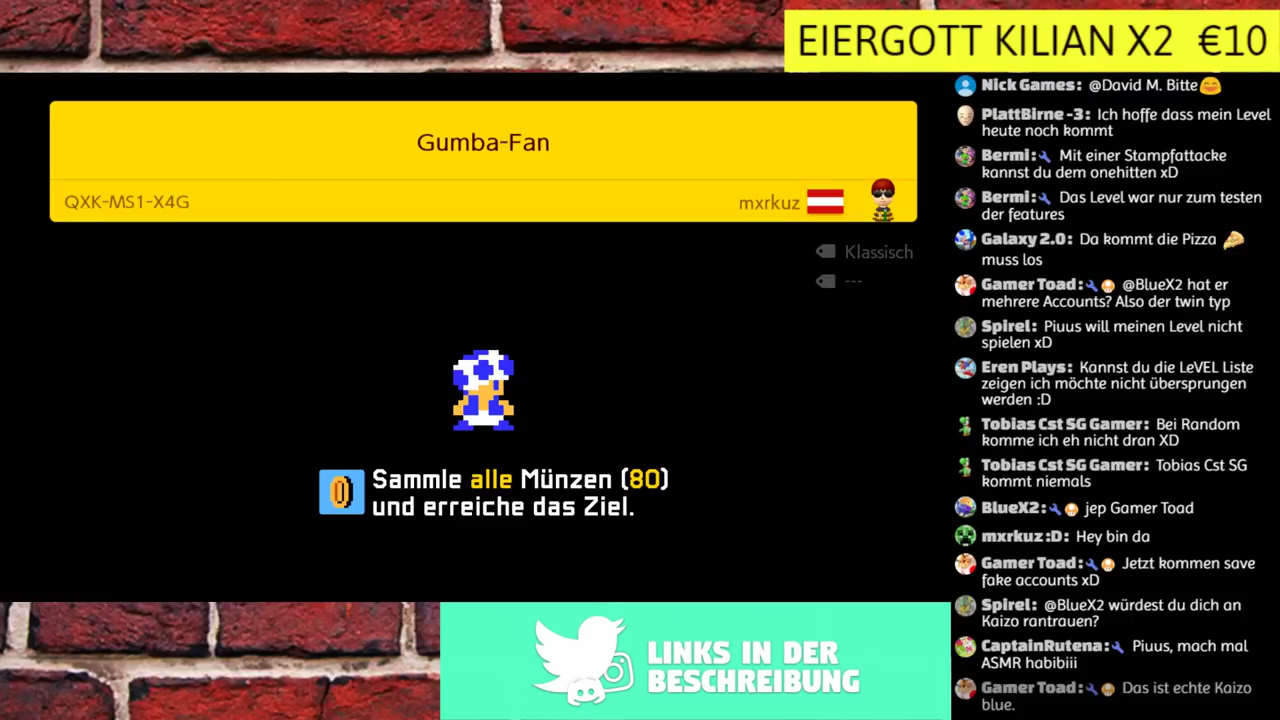 EIERGOTT KILIAN X2 €10
Gumba-Fan
QXK-MS1-X4G
mxrkuz
Klassisch
---
Sammle alle Münzen (80)
und erreiche das Ziel.
LINKS IN DER
BESCHREIBUNG
Nick Games: @David M. Bitte😊
PlattBirne -3: Ich hoffe dass mein Level
heute noch kommt
Bermi: Mit einer Stampfattacke
kannst du dem onehitten xD
Bermi: Das Level war nur zum testen
der features
Galaxy 2.0: Da kommt die Pizza 🍕
muss los
Gamer Toad: @BlueX2 hat er
mehrere Accounts? Also der twin typ
Spirel: Piuus will meinen Level nicht
spielen xD
Eren Plays: Kannst du die LeVEL Liste
zeigen ich möchte nicht übersprungen
werden :D
Tobias Cst SG Gamer: Bei Random
komme ich eh nicht dran XD
Tobias Cst SG Gamer: Tobias Cst SG
kommt niemals
BlueX2: jep Gamer Toad
mxrkuz :D: Hey bin da
Gamer Toad: Jetzt kommen save
fake accounts xD
Spirel: @BlueX2 würdest du dich an
Kaizo rantrauen?
CaptainRutena: Piuus, mach mal
ASMR habibiii
Gamer Toad: Das ist echte Kaizo
blue.